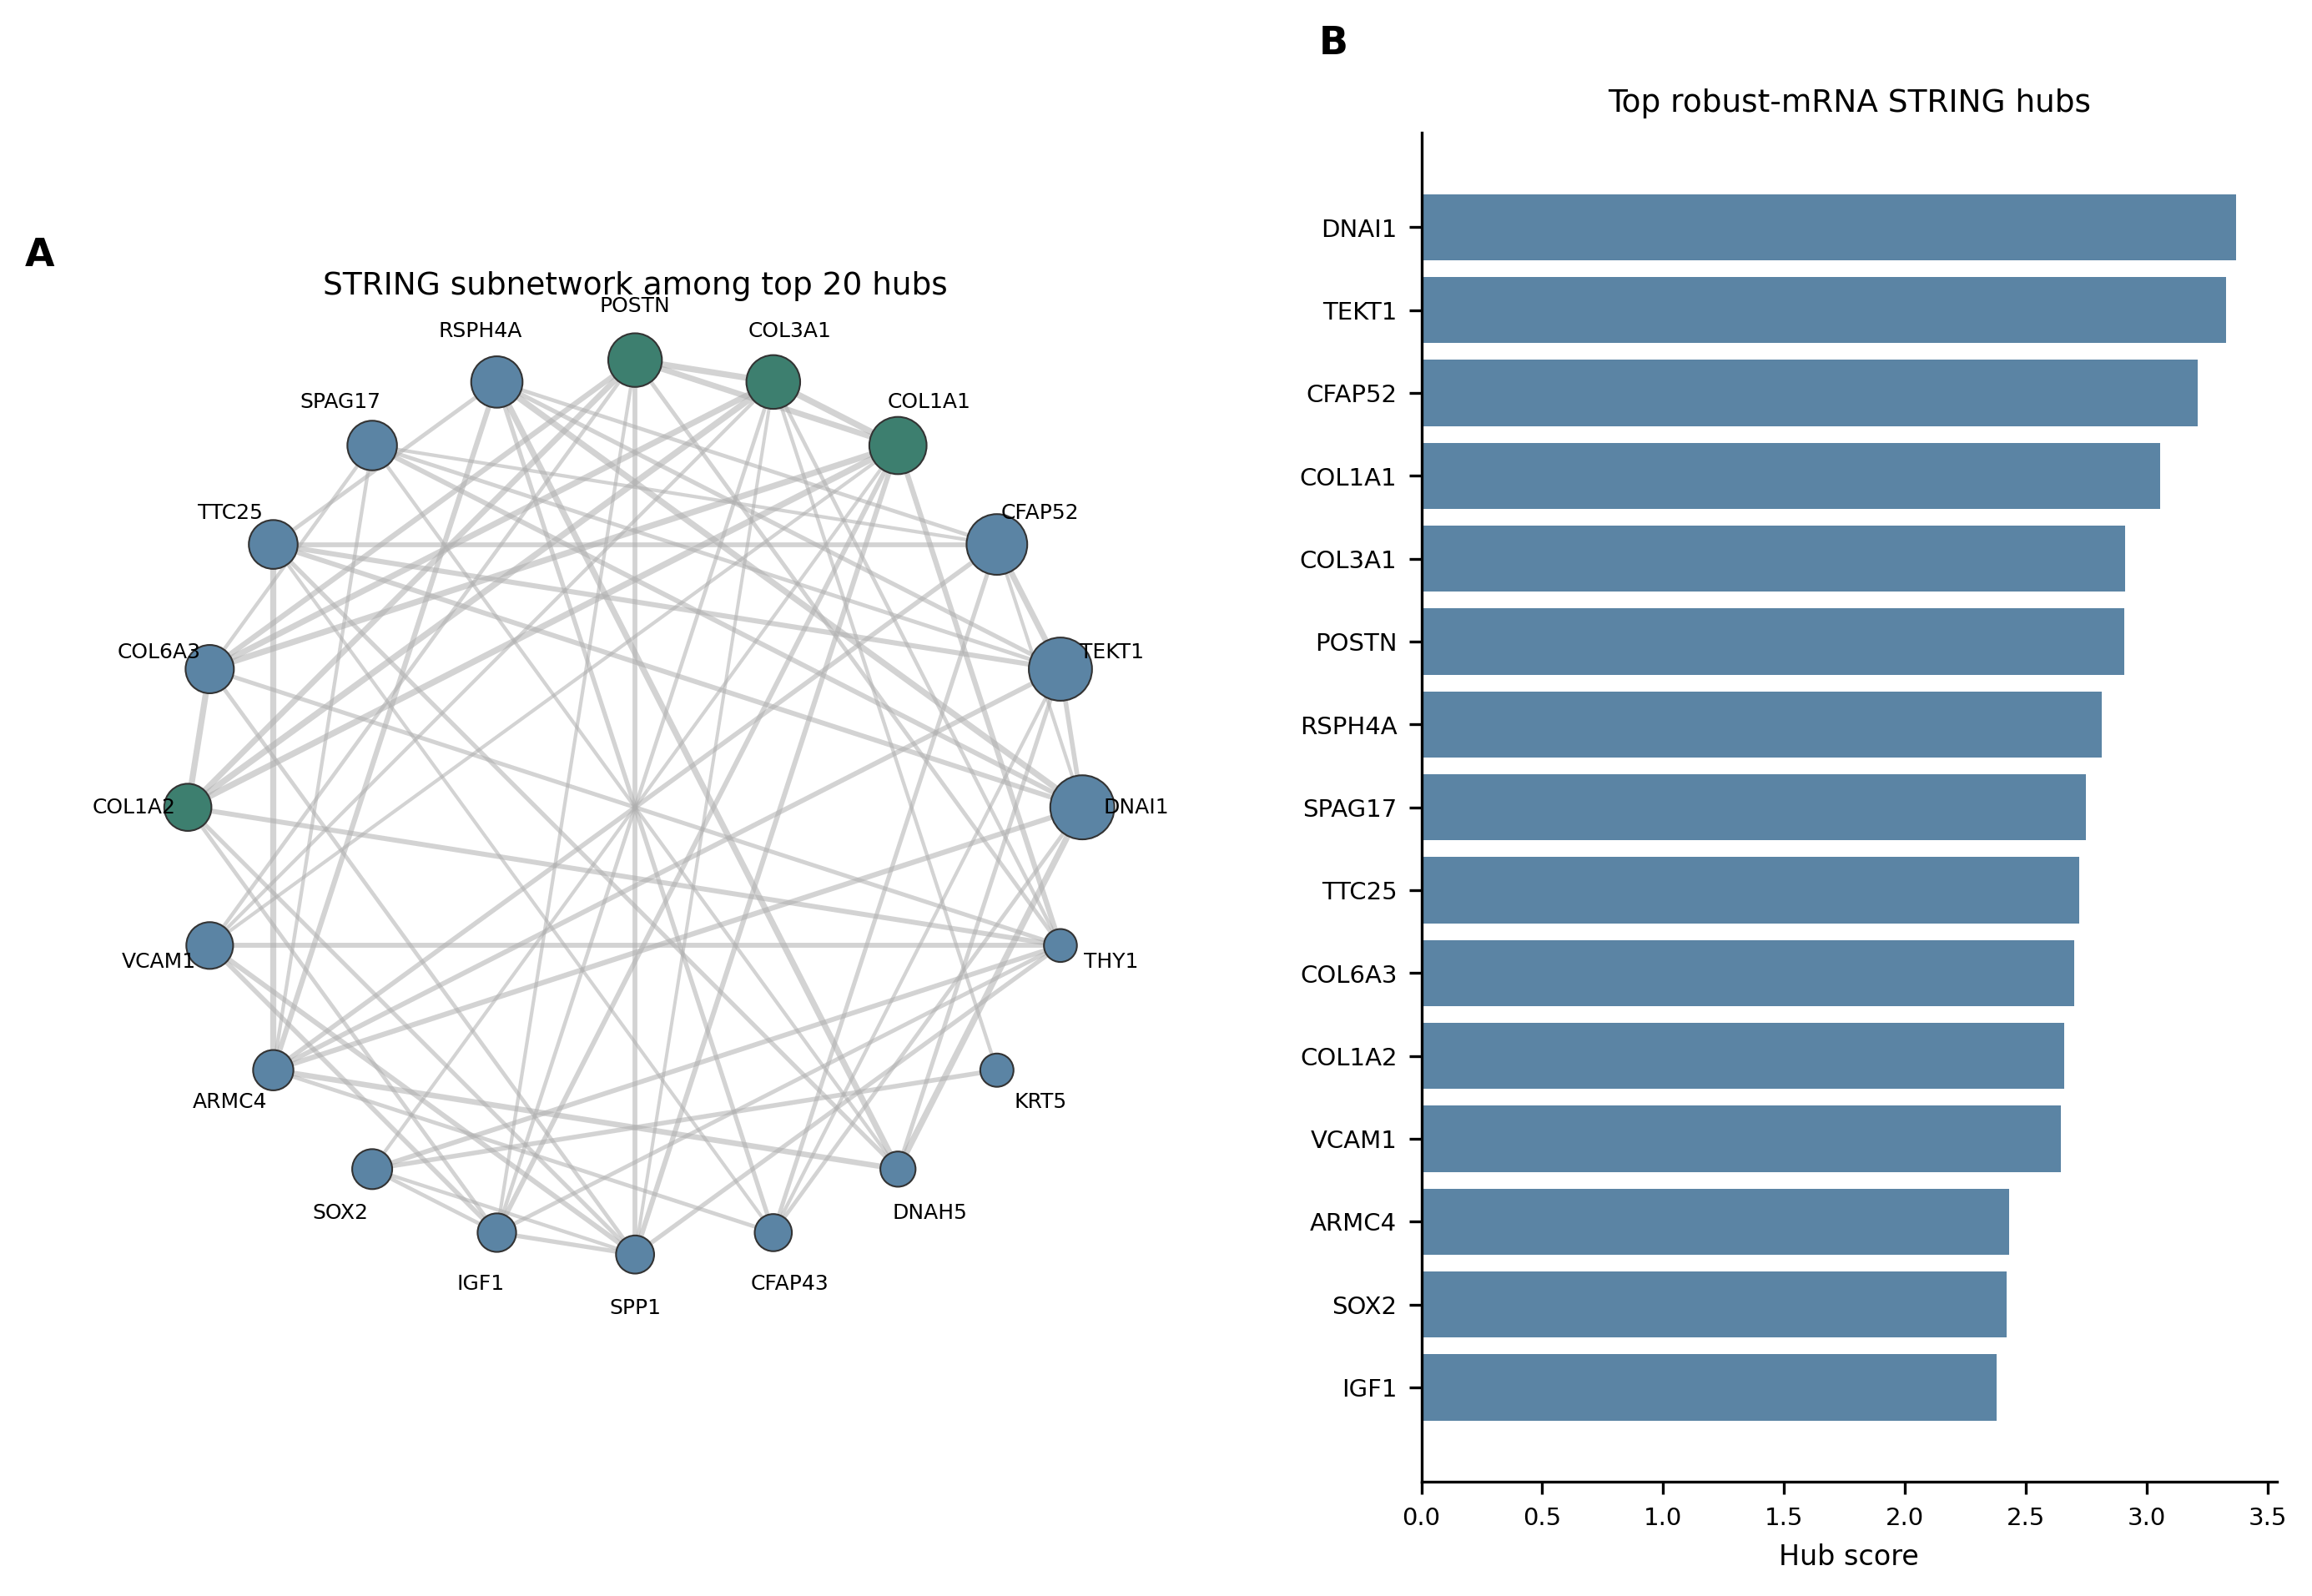 A
STRING subnetwork among top 20 hubs
POSTN
RSPH4A
COL3A1
SPAG17
COL1A1
TTC25
CFAP52
COL6A3
TEKT1
COL1A2
DNAI1
VCAM1
THY1
ARMC4
KRT5
SOX2
DNAH5
IGF1
CFAP43
SPP1
B
Top robust-mRNA STRING hubs
DNAI1
TEKT1
CFAP52
COL1A1
COL3A1
POSTN
RSPH4A
SPAG17
TTC25
COL6A3
COL1A2
VCAM1
ARMC4
SOX2
IGF1
0.0 0.5 1.0 1.5 2.0 2.5 3.0 3.5
Hub score